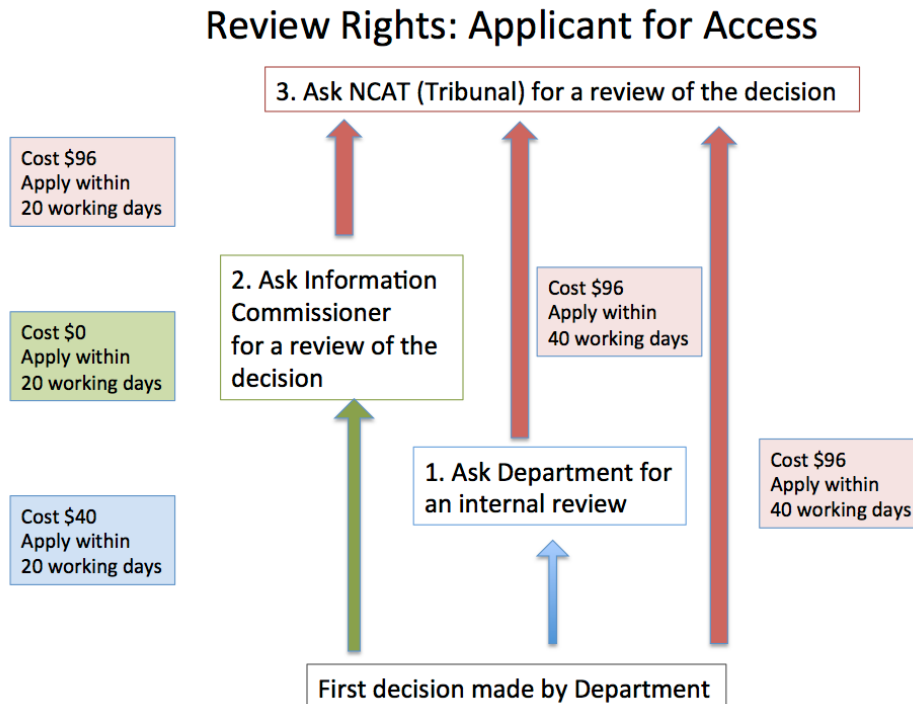 Review Rights: Applicant for Access
3. Ask NCAT (Tribunal) for a review of the decision
Cost $96
Apply within
20 working days
2. Ask Information
Commissioner
for a review of the
decision
Cost $96
Apply within
40 working days
Cost $0
Apply within
20 working days
1. Ask Department for
an internal review
Cost $96
Apply within
40 working days
Cost $40
Apply within
20 working days
First decision made by Department